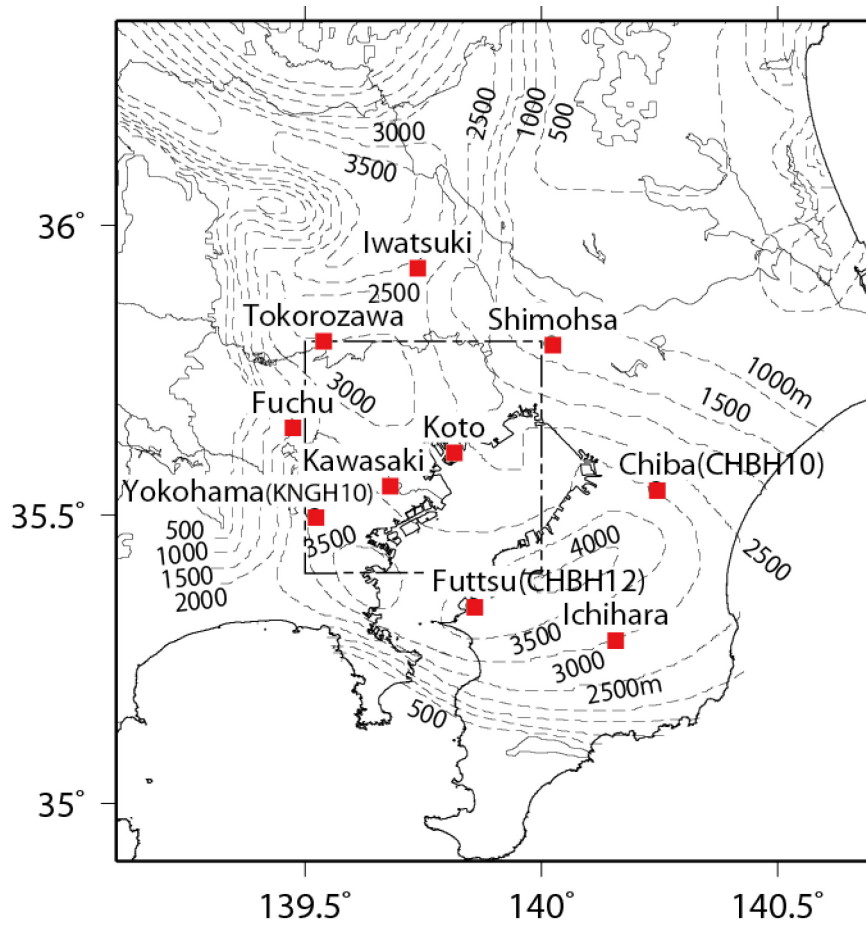 3000
2500
1000
500
3500
36°
Iwatsuki
2500
Tokorozawa
Shimohsa
1000m
3000
1500
Fuchu
Koto
Kawasaki
Chiba(CHBH10)
Yokohama(KNGH10)
35.5°
500
3500
4000
2500
1000
1500
Futtsu(CHBH12)
2000
Ichihara
3500
3000
2500m
500
35°
139.5°
140°
140.5°